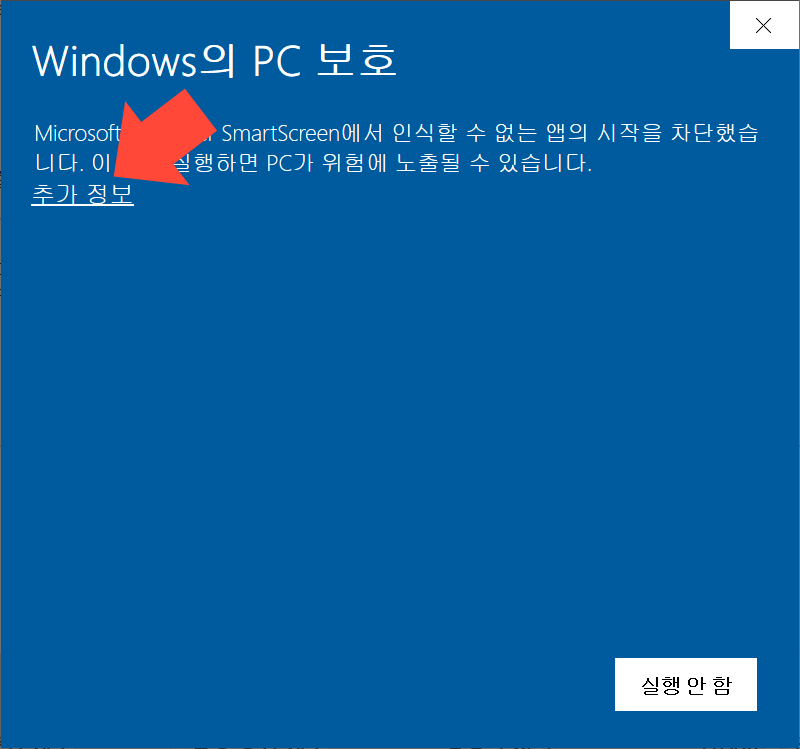 Windows의 PC 보호
Microsoft SmartScreen에서 인식할 수 없는 앱의 시작을 차단했습
니다. 이 실행하면 PC가 위험에 노출될 수 있습니다.
추가 정보
실행 안 함